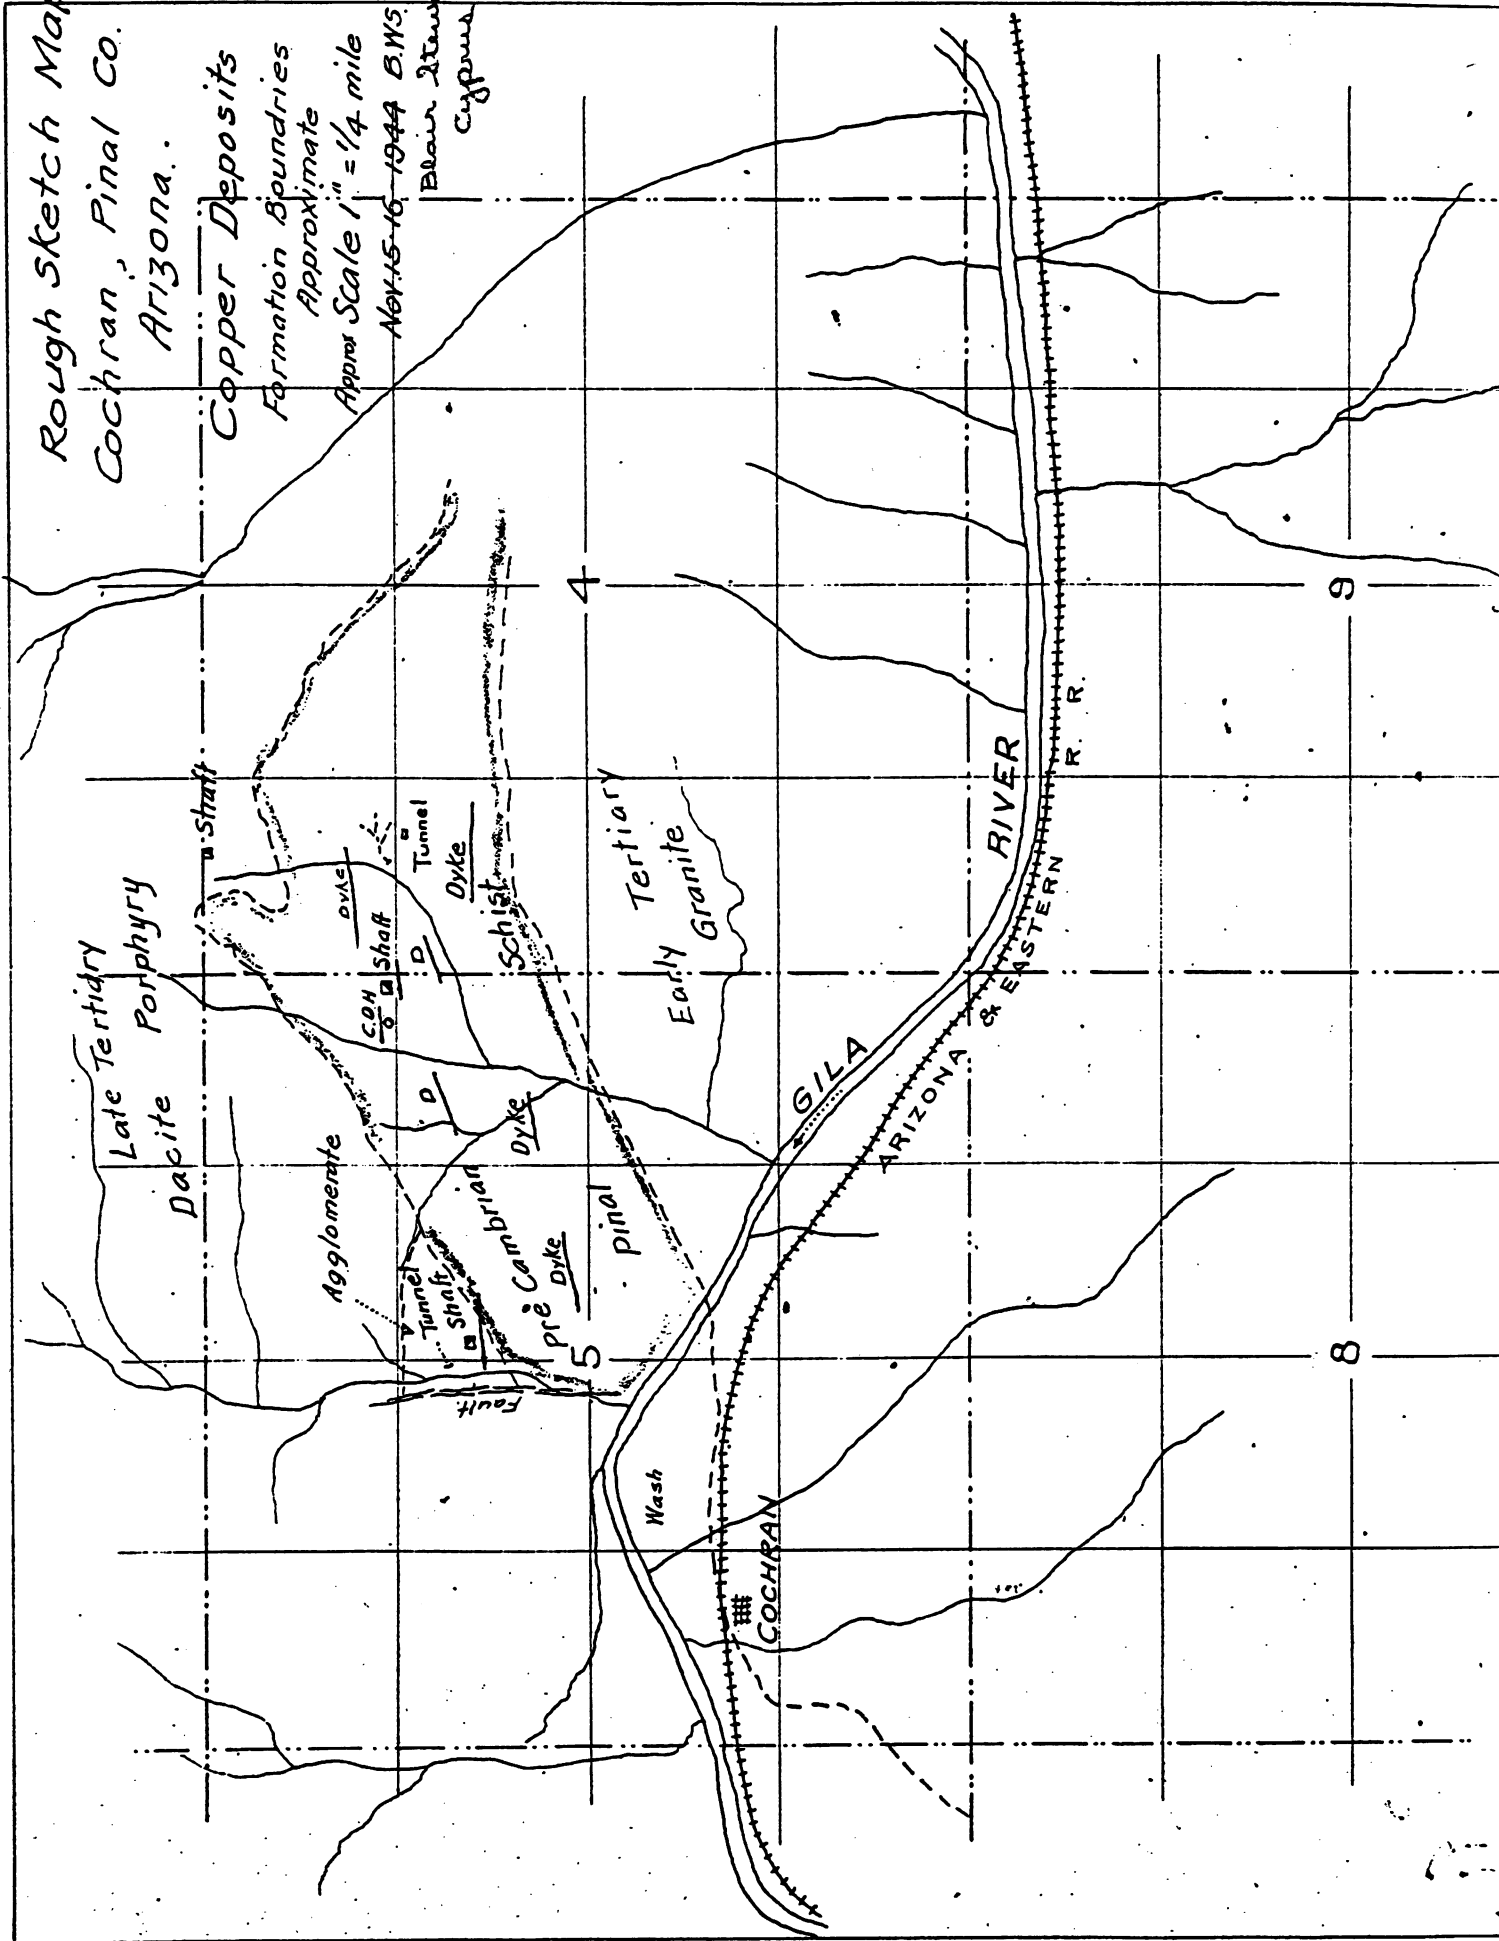 Rough Sketch Map
Cochran, Pinal Co.
Arizona.
Copper Deposits
Formation Boundries
Approximate
Approx Scale 1" = 1/4 mile
Nov. 15-16-1944 B.W.S.
Blair
Cyprus
Late Tertiary
Dacite Porphyry
Shaft
Agglomerate
Dyke
Tunnel
Dyke
C.D.H
Shaft
D
D
Dyke
Tunnel
Shaft
Pre Cambrian
Dyke
Pinal
Schist
Fault
5
4
Early Tertiary
Granite
Wash
GILA
RIVER
COCHRAN
ARIZONA & EASTERN
R. R.
8
9